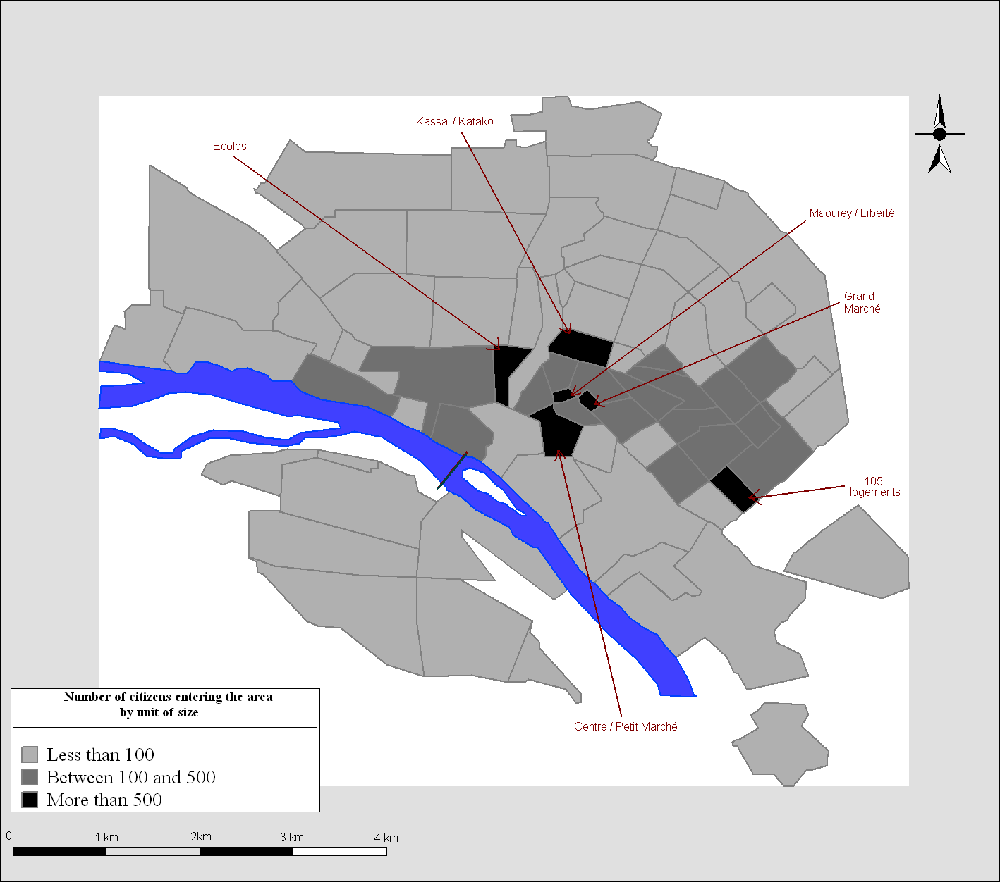 Kassaï / Katako
Ecoles
Maourey / Liberté
Grand
Marché
105
logements
Centre / Petit Marché
Number of citizens entering the area
by unit of size
Less than 100
Between 100 and 500
More than 500
0 1 km 2km 3 km 4 km